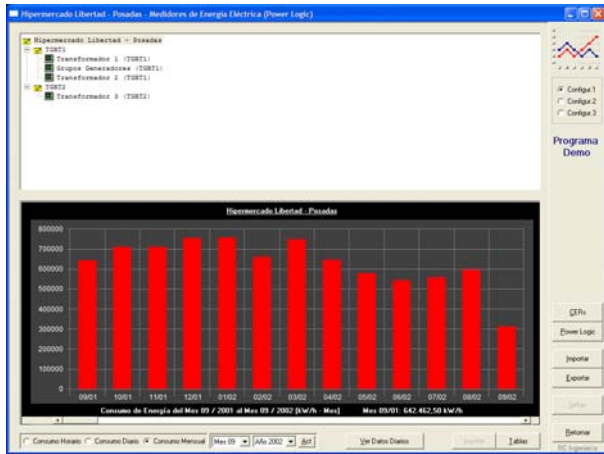 Hipermercado Libertad - Posadas - Medidores de Energía Eléctrica (Power Logic)
Hipermercado Libertad - Posadas
TGBT1
Transformador 1 (TGBT1)
Grupos Generadores (TGBT1)
Transformador 2 (TGBT1)
TGBT2
Transformador 3 (TGBT2)
Configur.1
Configur.2
Configur.3
Programa
Demo
Hipermercado Libertad - Posadas
800000
700000
600000
500000
400000
300000
200000
100000
0
09/01 10/01 11/01 12/01 01/02 02/02 03/02 04/02 05/02 06/02 07/02 08/02 09/02
Consumo de Energía del Mes 09 / 2001 al Mes 09 / 2002 [kW/h - Mes] Mes 09/01: 642.462,50 kW/h
CERs
Power Logic
Importar
Exportar
Retornar
RC Ingeniería
Consumo Horario Consumo Diario Consumo Mensual Mes 09 Año 2002 Act Ver Datos Diarios Imprimir Tablas